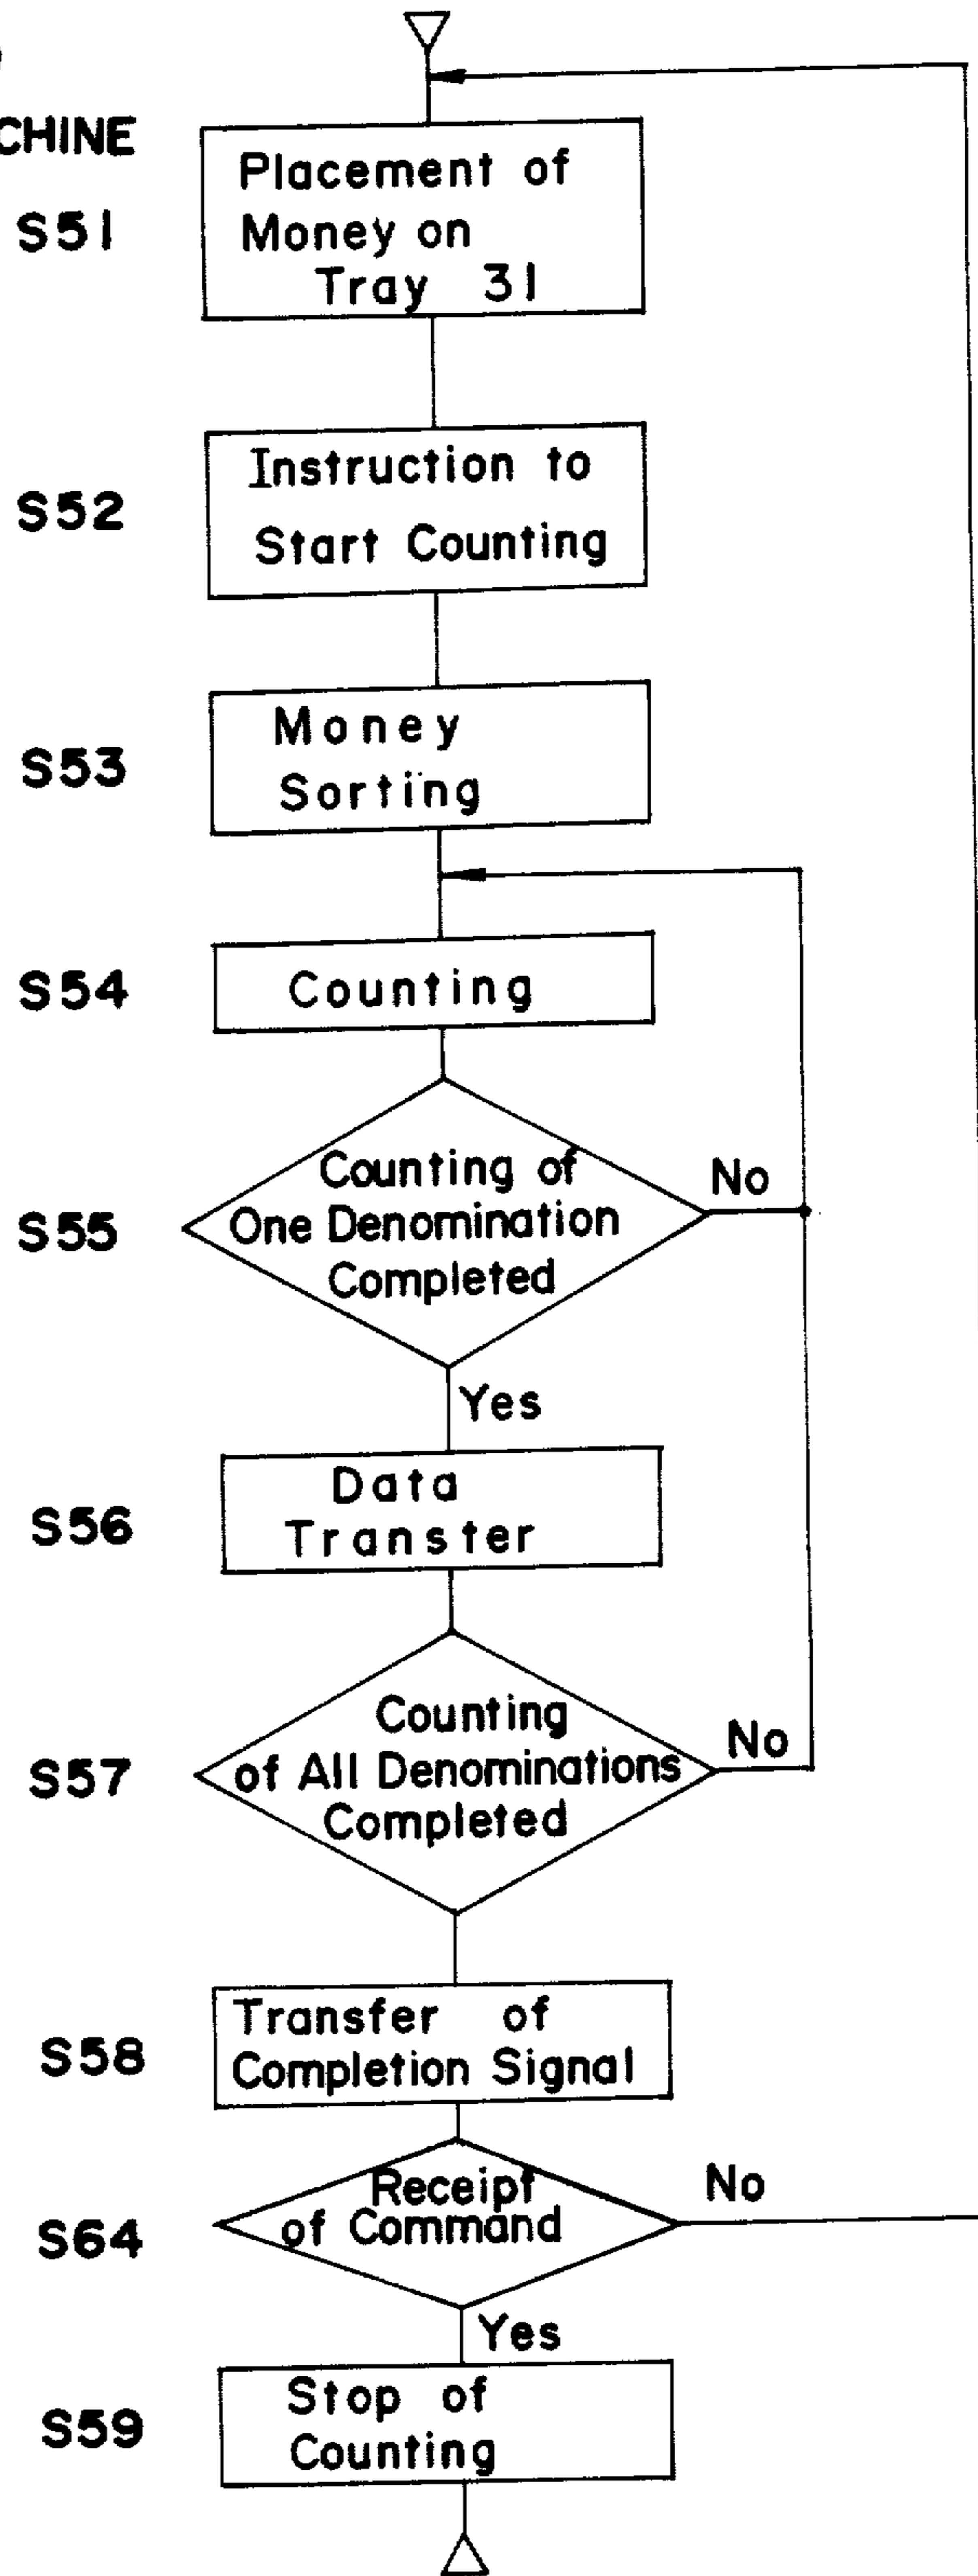 CHINE
S51
Placement of
Money on
Tray 31
S52
Instruction to
Start Counting
S53
Money
Sorting
S54
Counting
S55
Counting of
One Denomination
Completed
No
Yes
S56
Data
Transter
S57
Counting
of All Denominations
Completed
No
S58
Transfer of
Completion Signal
S64
Receipt
of Command
No
Yes
S59
Stop of
Counting